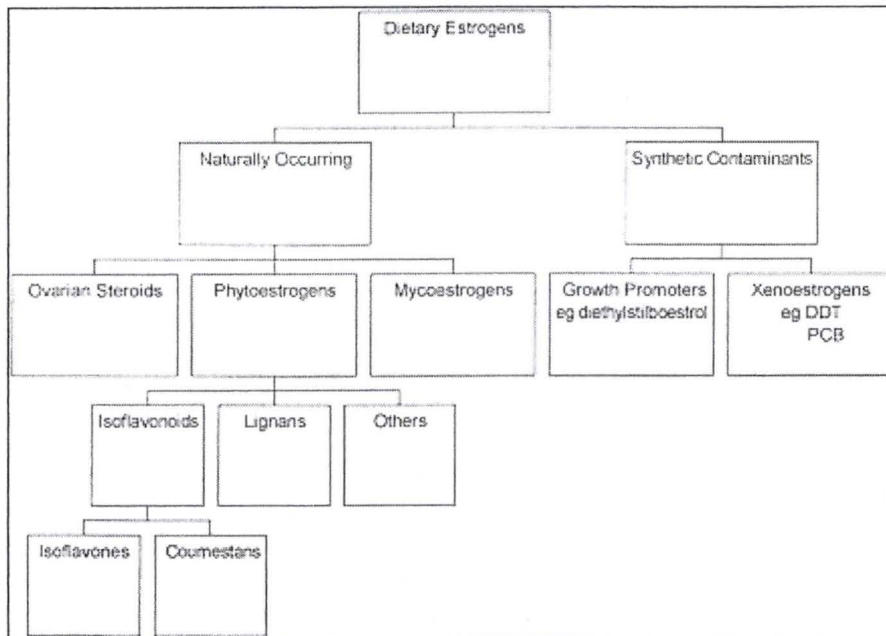 Dietary Estrogens
Naturally Occurring
Synthetic Contaminants
Ovarian Steroids
Phytoestrogens
Mycoestrogens
Growth Promoters
eg diethylstilboestrol
Xenoestrogens
eg DDT
PCB
Isoflavonoids
Lignans
Others
Isoflavones
Coumestans